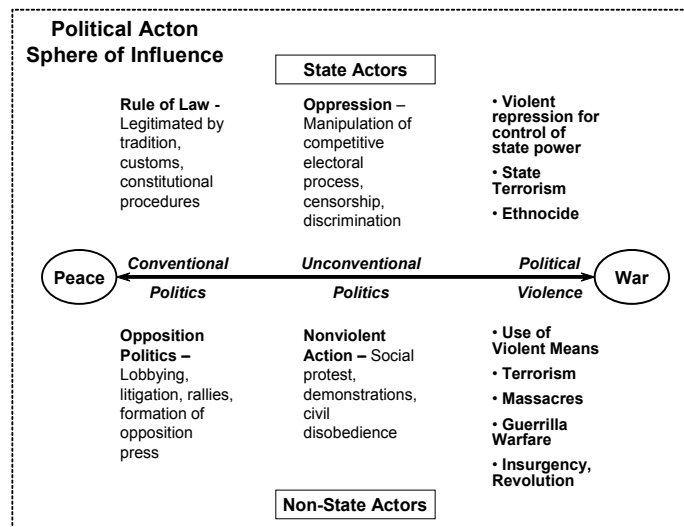 Political Acton
Sphere of Influence
State Actors
Rule of Law -
Legitimated by
tradition,
customs,
constitutional
procedures
Oppression –
Manipulation of
competitive
electoral
process,
censorship,
discrimination
• Violent
repression for
control of
state power
• State
Terrorism
• Ethnocide
Peace
Conventional
Politics
Unconventional
Politics
Political
Violence
War
Opposition
Politics –
Lobbying,
litigation, rallies,
formation of
opposition
press
Nonviolent
Action – Social
protest,
demonstrations,
civil
disobedience
• Use of
Violent Means
• Terrorism
• Massacres
• Guerrilla
Warfare
• Insurgency,
Revolution
Non-State Actors